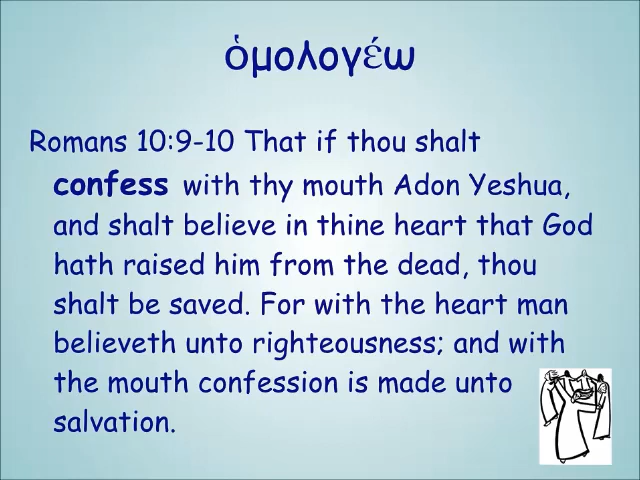 ὁμολογέω
Romans 10:9-10 That if thou shalt
confess with thy mouth Adon Yeshua,
and shalt believe in thine heart that God
hath raised him from the dead, thou
shalt be saved. For with the heart man
believeth unto righteousness; and with
the mouth confession is made unto
salvation.